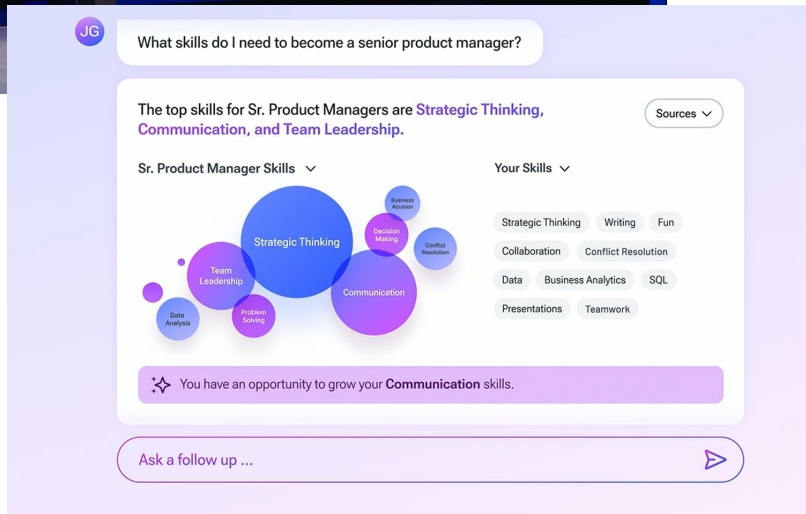 JG
What skills do I need to become a senior product manager?
The top skills for Sr. Product Managers are Strategic Thinking,
Communication, and Team Leadership.
Sources
Sr. Product Manager Skills
Your Skills
Business
Acumen
Decision
Making
Conflict
Resolution
Strategic Thinking
Team
Leadership
Communication
Problem
Solving
Data
Analysis
Strategic Thinking Writing Fun
Collaboration Conflict Resolution
Data Business Analytics SQL
Presentations Teamwork
You have an opportunity to grow your Communication skills.
Ask a follow up ...